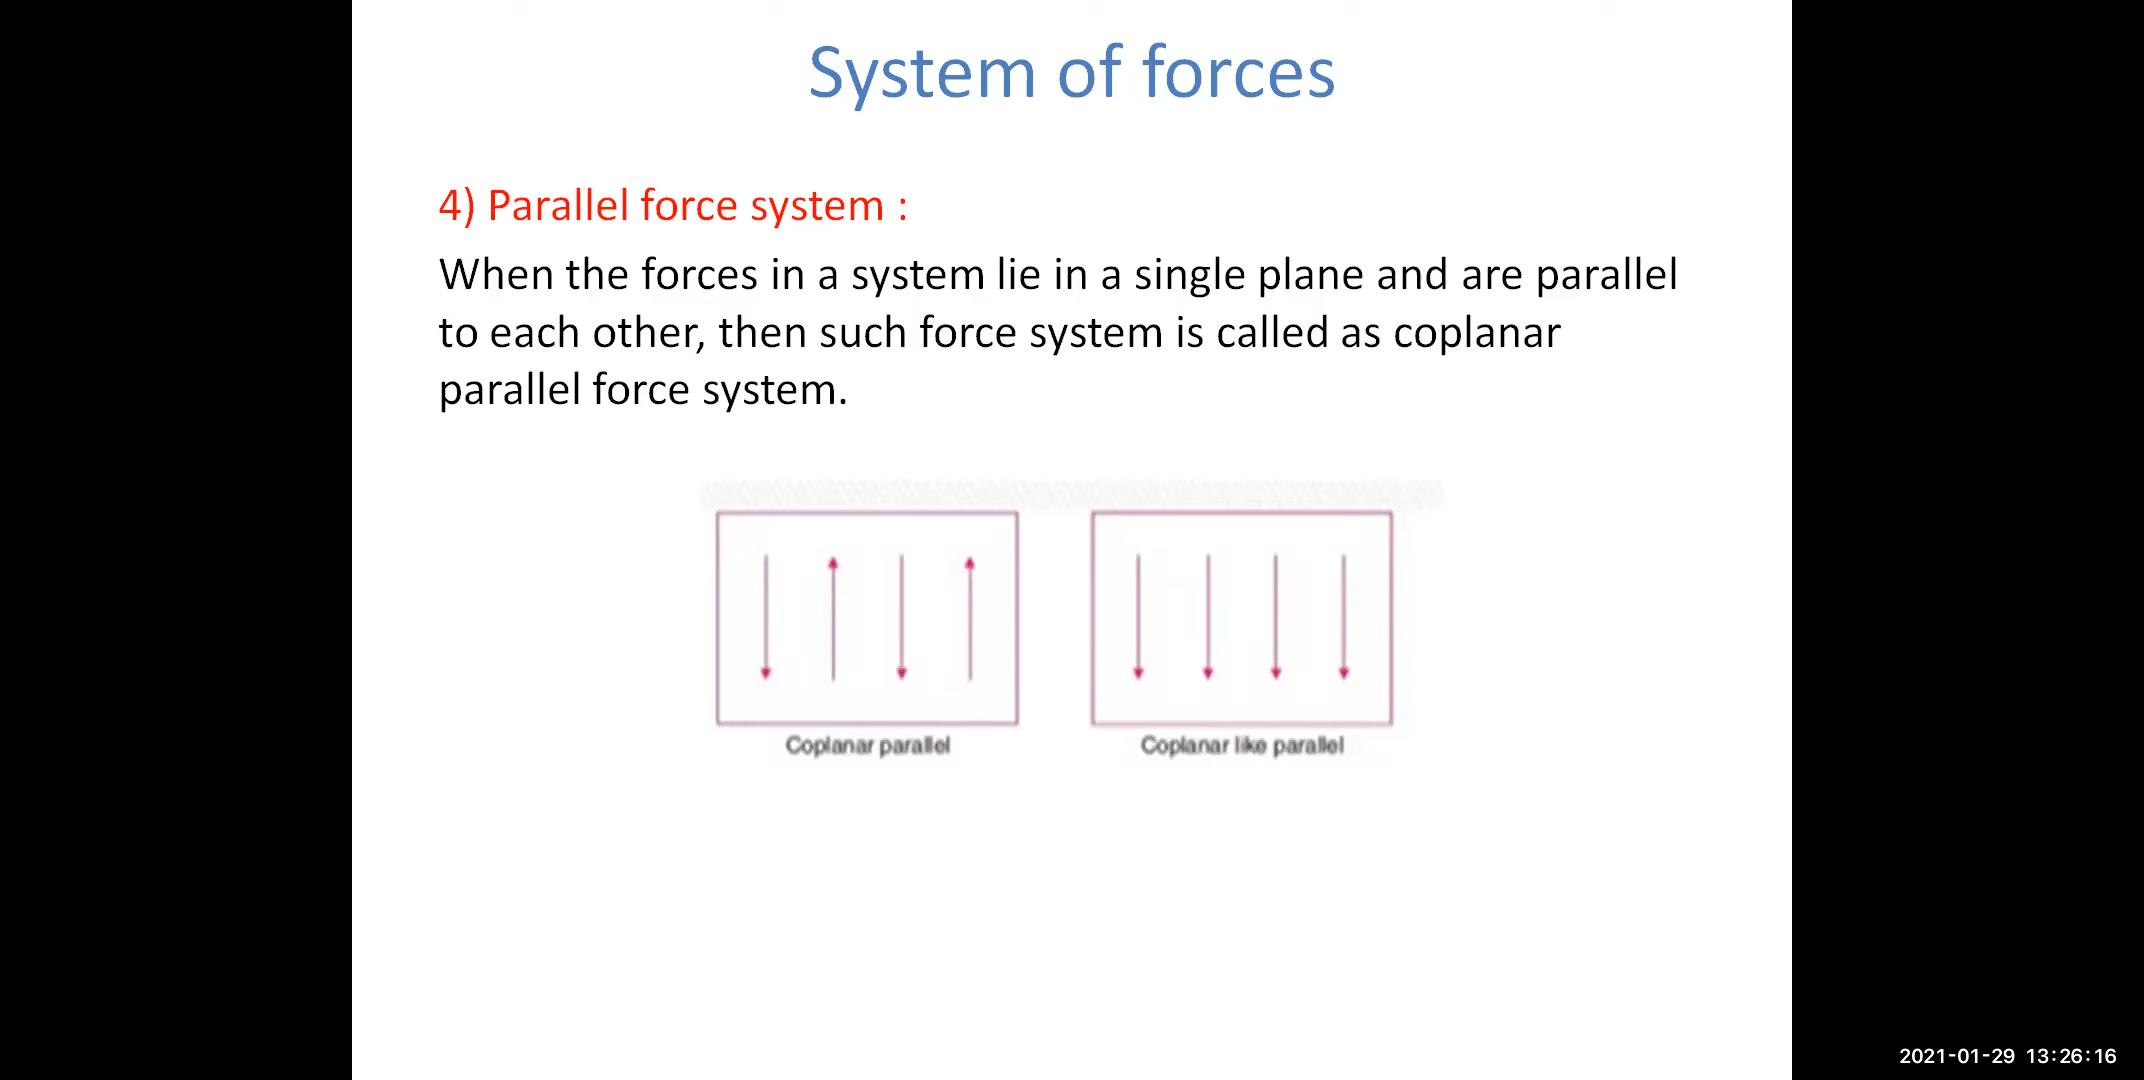 System of forces
4) Parallel force system :
When the forces in a system lie in a single plane and are parallel
to each other, then such force system is called as coplanar
parallel force system.
Coplanar parallel
Coplanar like parallel
2021-01-29 13:26:16